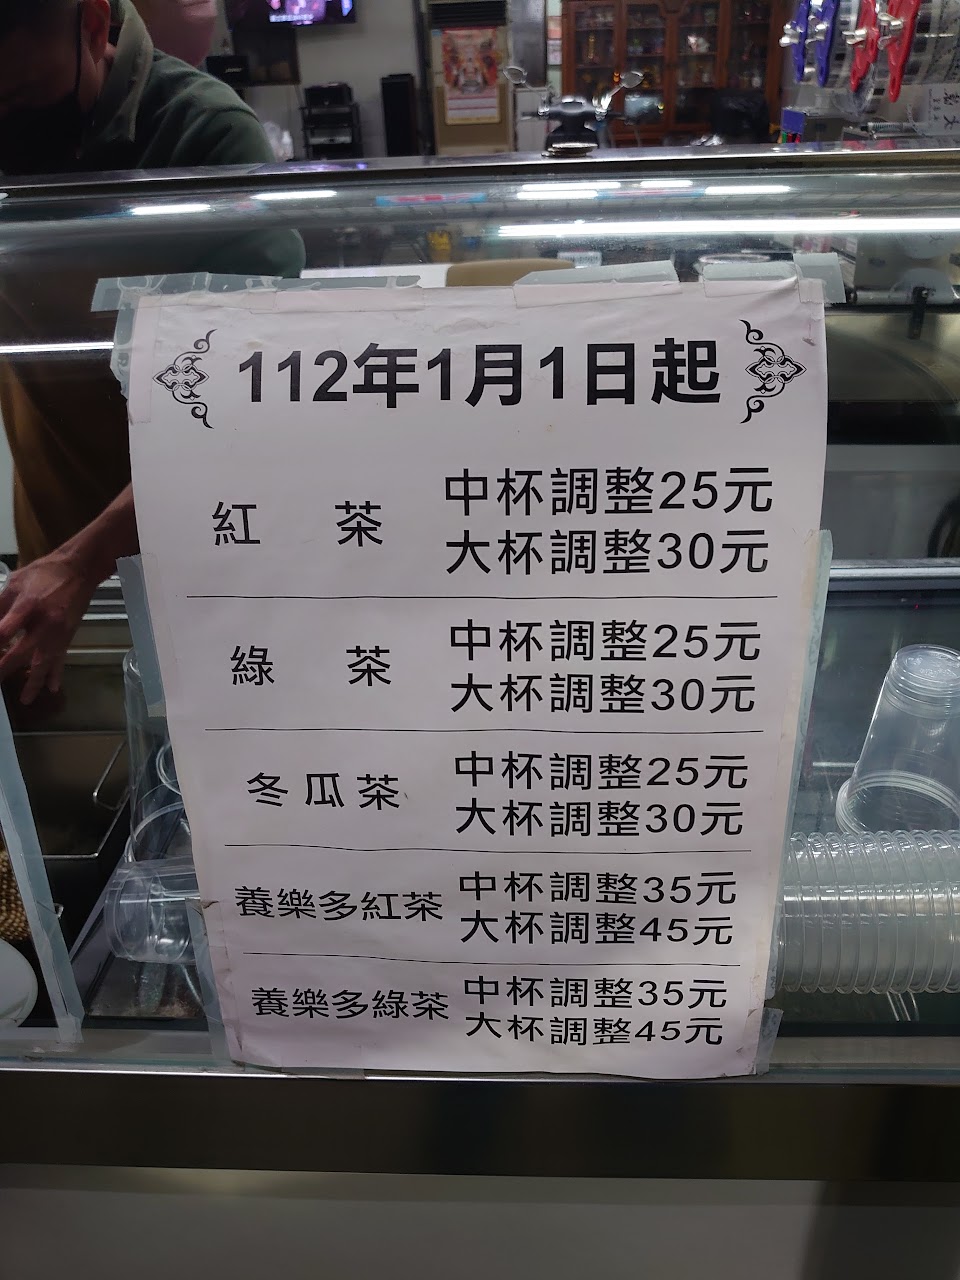 112年1月1日起
紅茶
中杯調整25元
大杯調整30元
綠茶
中杯調整25元
大杯調整30元
冬瓜茶
中杯調整25元
大杯調整30元
養樂多紅茶
中杯調整35元
大杯調整45元
養樂多綠茶
中杯調整35元
大杯調整45元